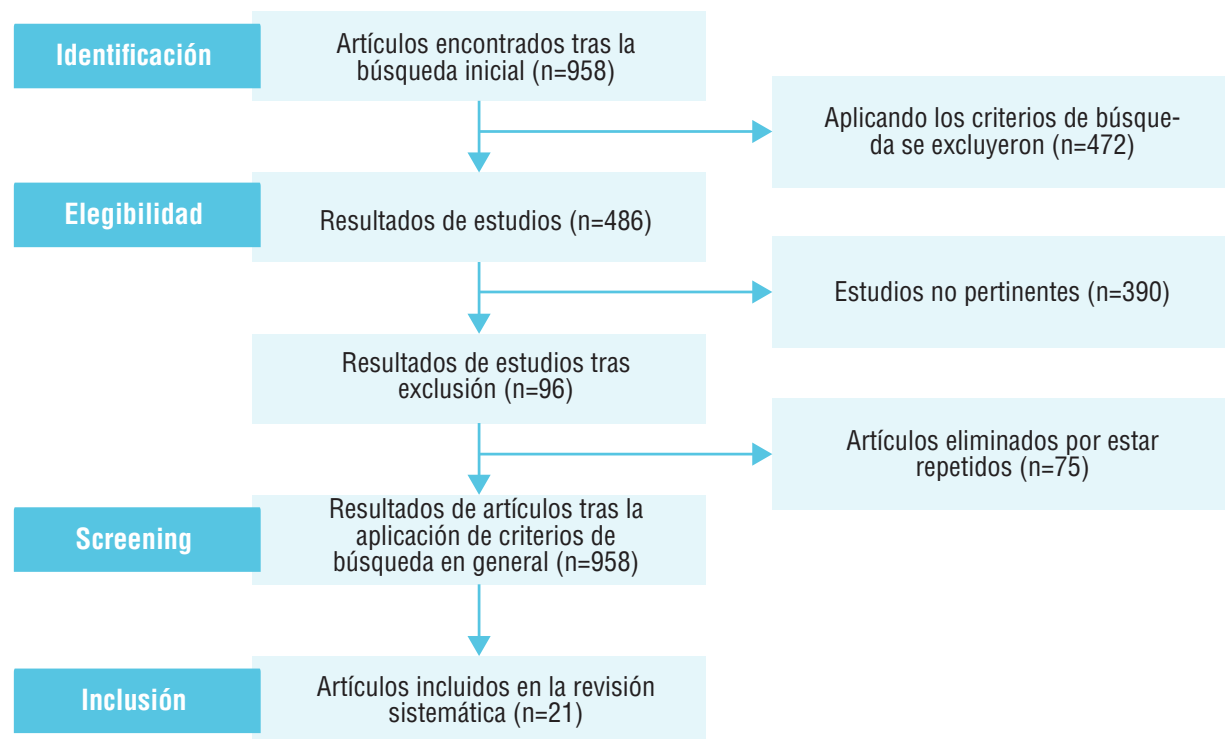 Identificación
Artículos encontrados tras la
búsqueda inicial (n=958)
Aplicando los criterios de búsque-
da se excluyeron (n=472)
Elegibilidad
Resultados de estudios (n=486)
Estudios no pertinentes (n=390)
Resultados de estudios tras
exclusión (n=96)
Artículos eliminados por estar
repetidos (n=75)
Screening
Resultados de artículos tras la
aplicación de criterios de
búsqueda en general (n=958)
Inclusión
Artículos incluidos en la revisión
sistemática (n=21)